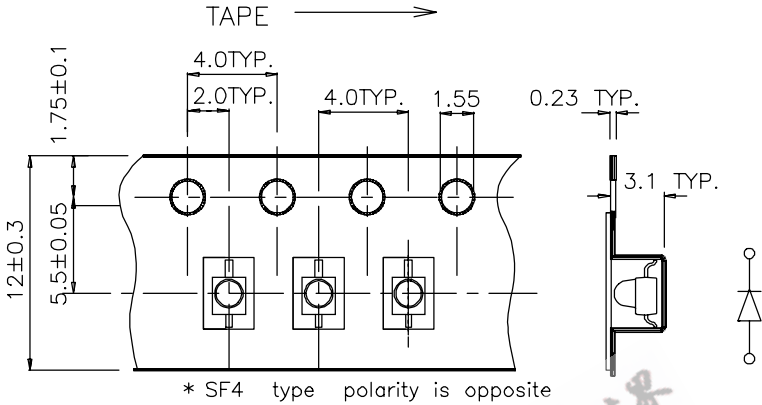 TAPE
4.0TYP.
2.0TYP.
4.0TYP.
1.55
0.23 TYP.
1.75±0.1
3.1 TYP.
12±0.3
5.5±0.05
* SF4 type polarity is opposite